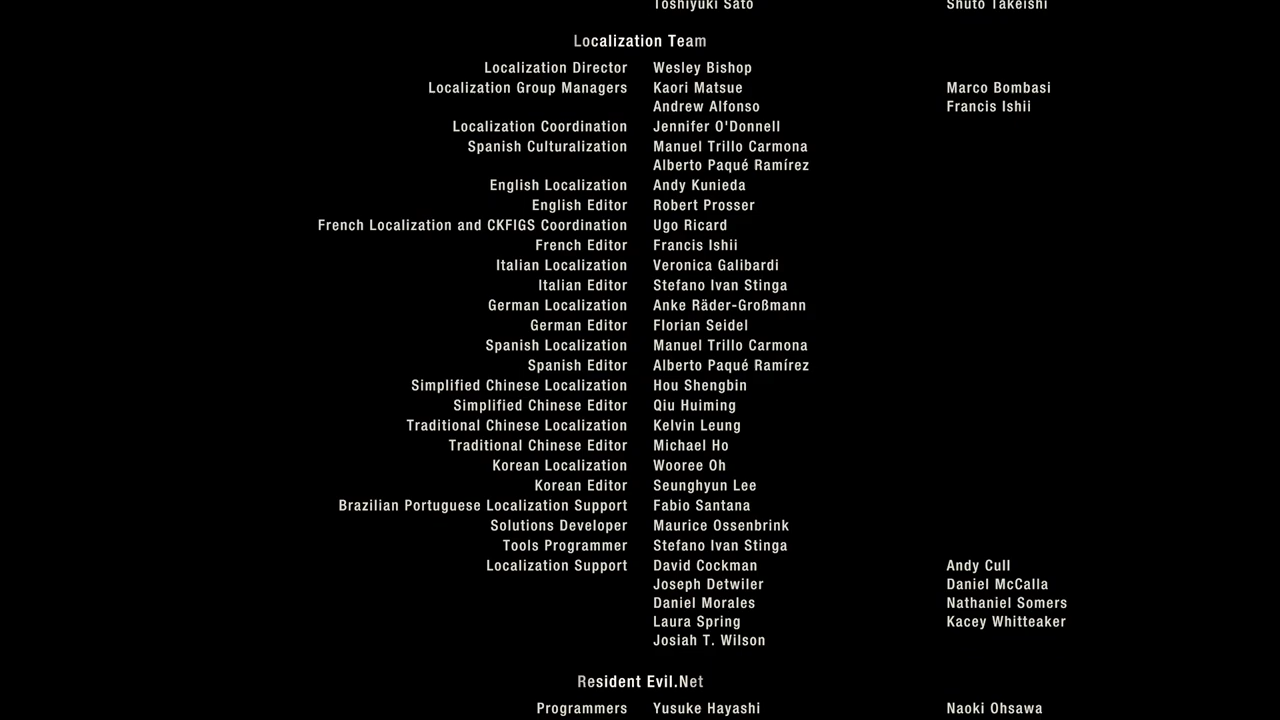 Toshiyuki Sato Shuto Takeishi
Localization Team
Localization Director Wesley Bishop
Localization Group Managers Kaori Matsue Marco Bombasi
Andrew Alfonso Francis Ishii
Localization Coordination Jennifer O'Donnell
Spanish Culturalization Manuel Trillo Carmona
Alberto Paqué Ramírez
English Localization Andy Kunieda
English Editor Robert Prosser
French Localization and CKFIGS Coordination Ugo Ricard
French Editor Francis Ishii
Italian Localization Veronica Galibardi
Italian Editor Stefano Ivan Stinga
German Localization Anke Räder-Großmann
German Editor Florian Seidel
Spanish Localization Manuel Trillo Carmona
Spanish Editor Alberto Paqué Ramírez
Simplified Chinese Localization Hou Shengbin
Simplified Chinese Editor Qiu Huiming
Traditional Chinese Localization Kelvin Leung
Traditional Chinese Editor Michael Ho
Korean Localization Wooree Oh
Korean Editor Seunghyun Lee
Brazilian Portuguese Localization Support Fabio Santana
Solutions Developer Maurice Ossenbrink
Tools Programmer Stefano Ivan Stinga
Localization Support David Cockman Andy Cull
Joseph Detwiler Daniel McCalla
Daniel Morales Nathaniel Somers
Laura Spring Kacey Whitteaker
Josiah T. Wilson
Resident Evil.Net
Programmers Yusuke Hayashi Naoki Ohsawa